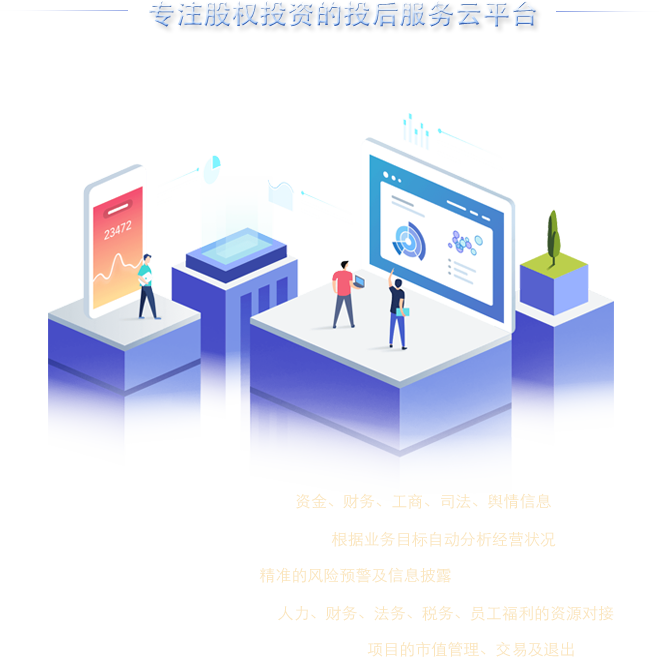 专注股权投资的投后服务云平台
23472
资金、财务、工商、司法、舆情信息
根据业务目标自动分析经营状况
精准的风险预警及信息披露
人力、财务、法务、税务、员工福利的资源对接
项目的市值管理、交易及退出